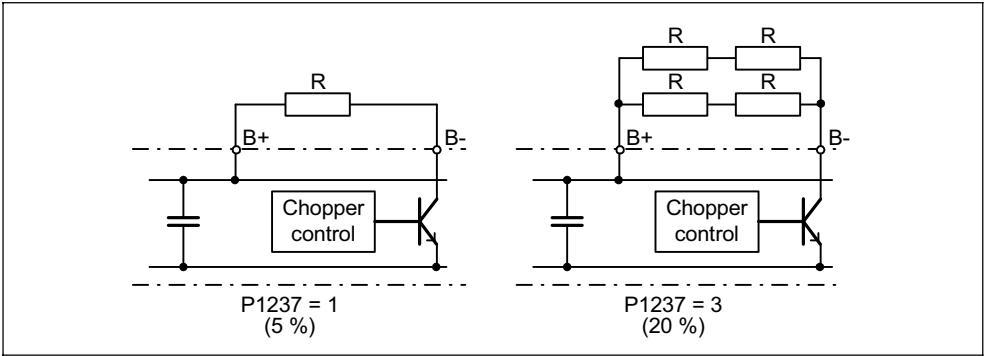 R
B+
B-
Chopper
control
P1237 = 1
(5 %)
R
R
R
R
B+
B-
Chopper
control
P1237 = 3
(20 %)